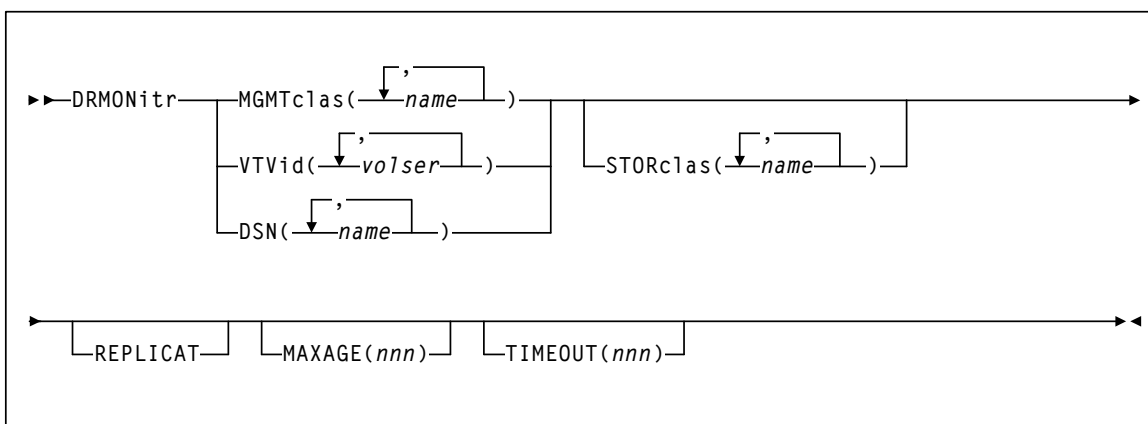 ,
DRMONitr MGMTclas( name )
, ,
VTVid( volser ) STORclas( name )
,
DSN( name )
REPLICAT MAXAGE(nnn) TIMEOUT(nnn)